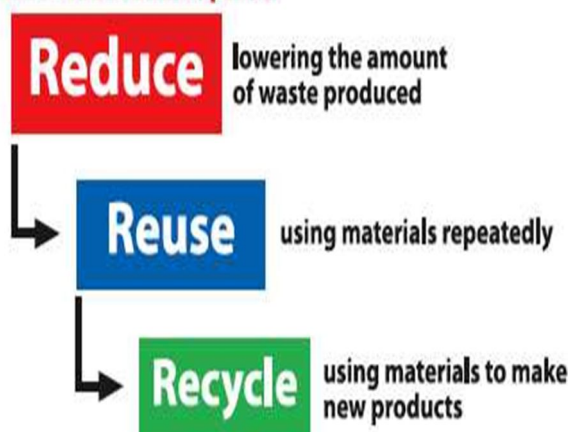 Reduce
lowering the amount
of waste produced
Reuse
using materials repeatedly
Recycle
using materials to make
new products